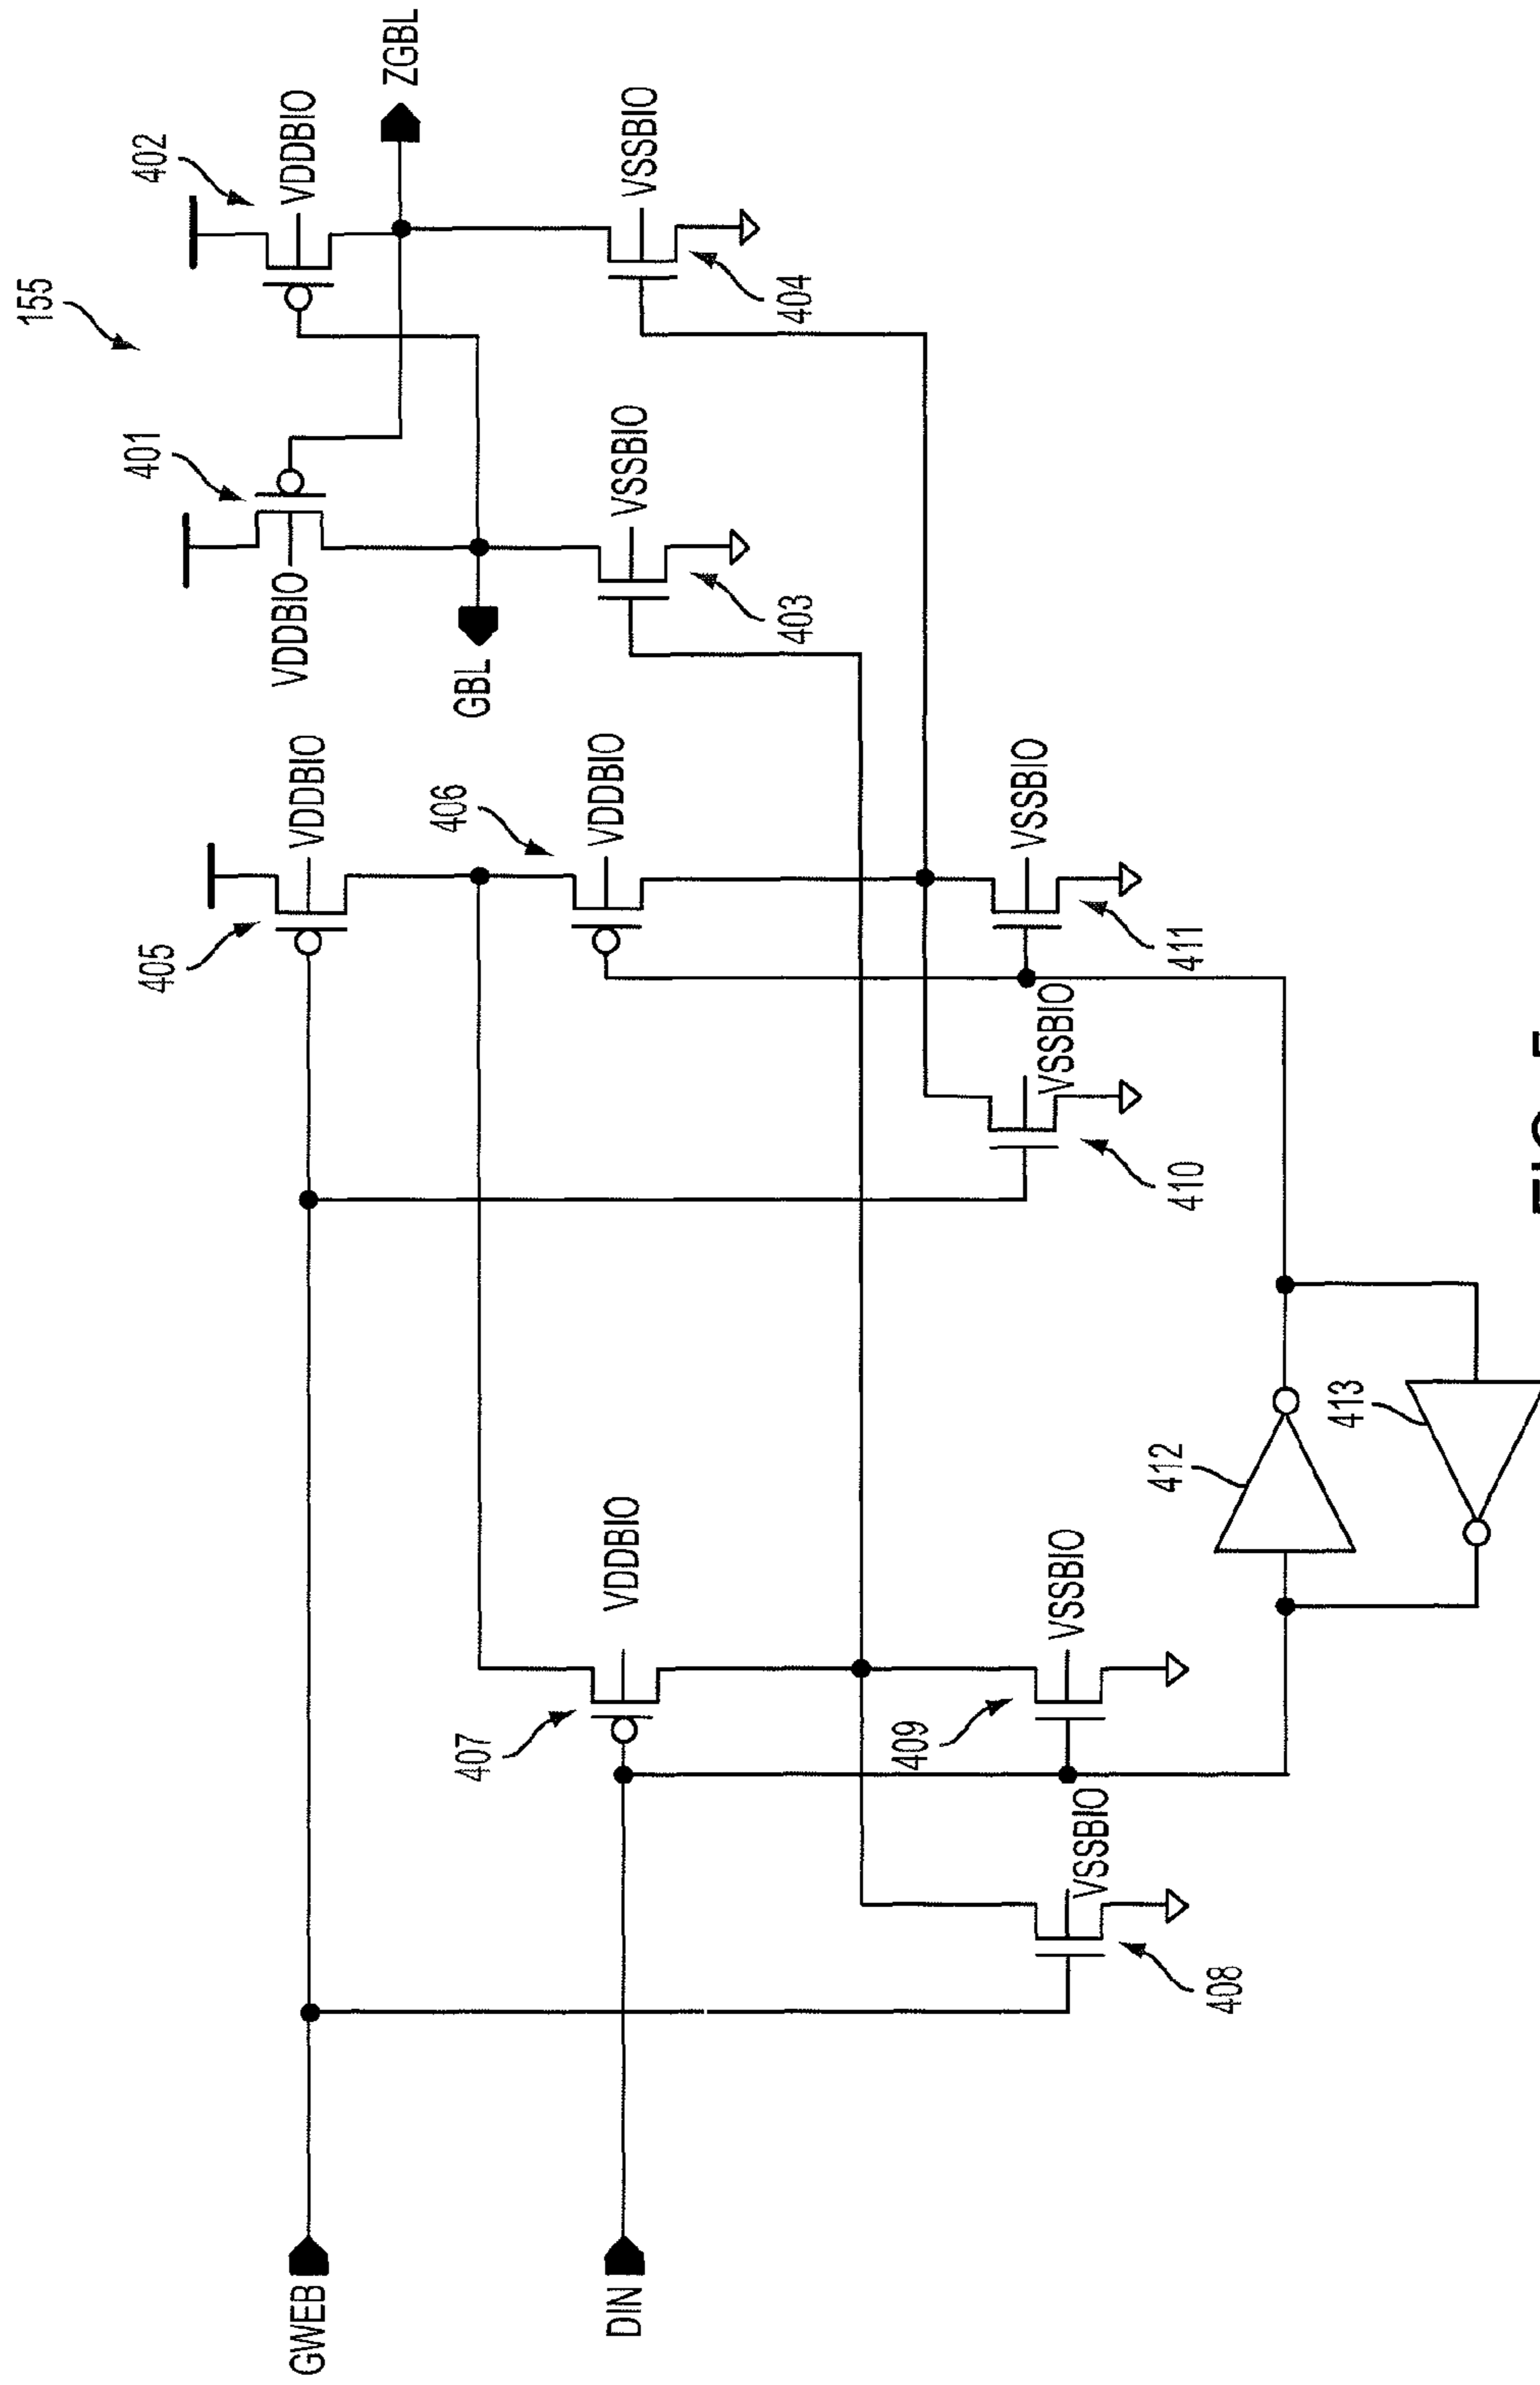 155
405
401
402
GWEB
VDDBIO
VDDBIO
VDDBIO
ZGBL
407
406
GBL
DIN
VDDBIO
VDDBIO
VSSBIO
VSSBIO
403
404
409
VSSBIO
VSSBIO
VSSBIO
VSSBIO
408
412
410
411
413